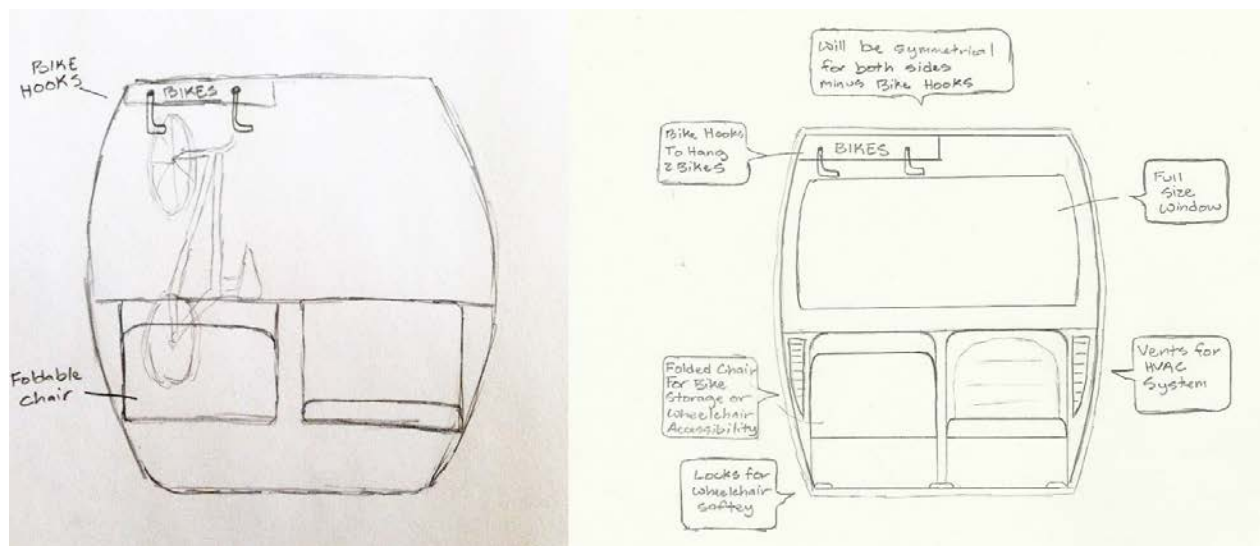 BIKE
HOOKS
BIKES
Foldable
Chair
Will be symmetrical
for both sides
minus Bike Hooks
Bike Hooks
To Hang
2 Bikes
BIKES
Full
Size
Window
Folded Chair
For Bike
Storage or
Wheelchair
Accessibility
Vents for
HVAC
System
Locks for
Wheelchair
Saftey